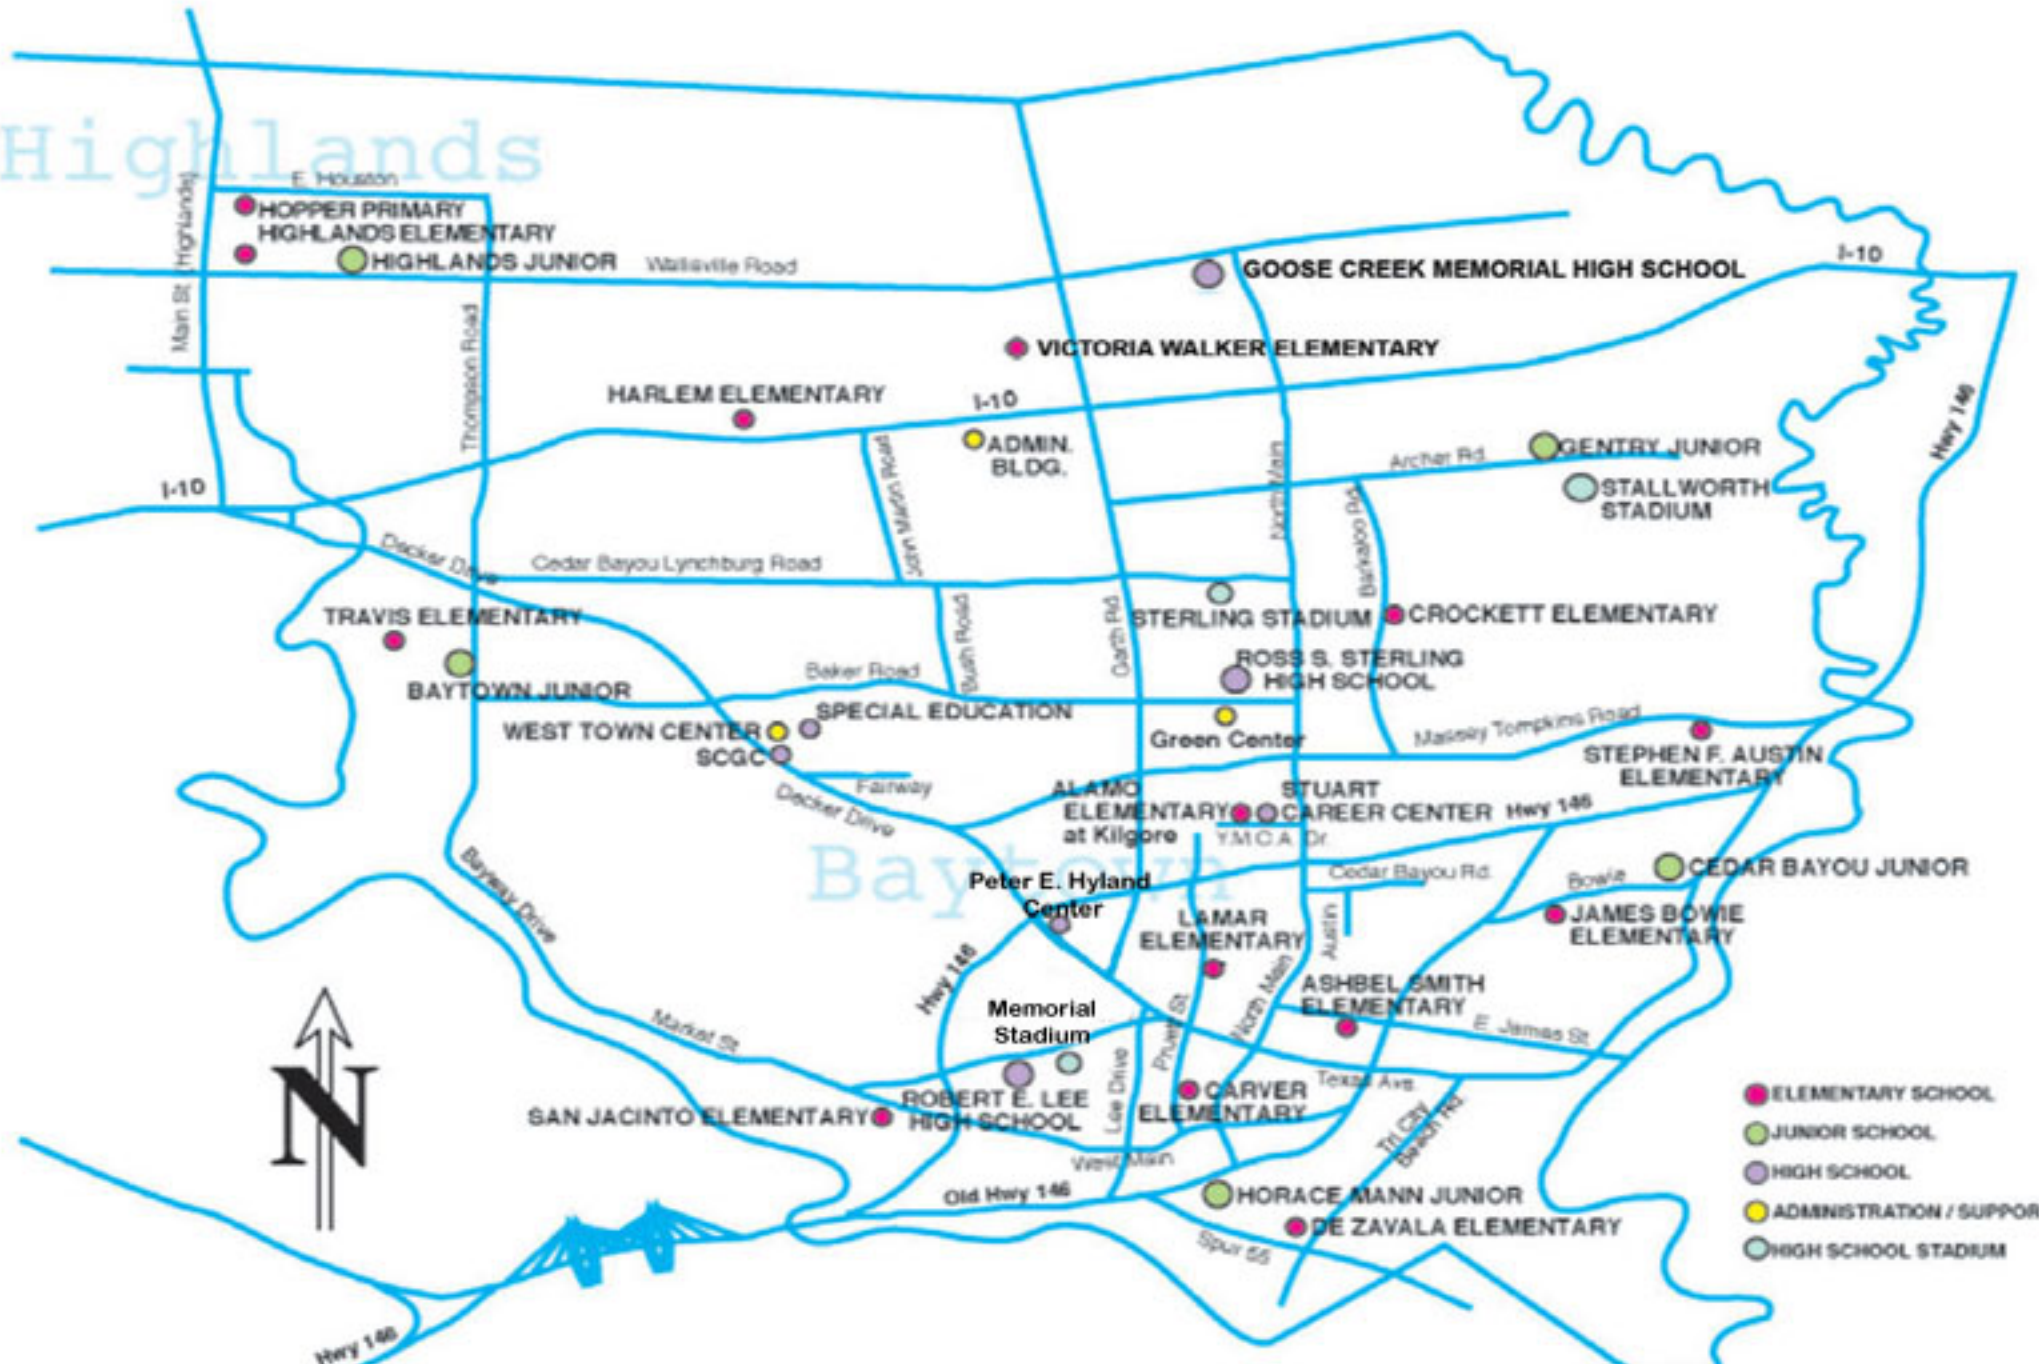 Highlands
E. Houston
HOPPER PRIMARY
HIGHLANDS ELEMENTARY
HIGHLANDS JUNIOR
Wallisville Road
Main St (Highlands)
Thompson Road
GOOSE CREEK MEMORIAL HIGH SCHOOL
I-10
VICTORIA WALKER ELEMENTARY
HARLEM ELEMENTARY
I-10
ADMIN.
BLDG.
Hwy 146
GENTRY JUNIOR
Archer Rd.
STALLWORTH
STADIUM
I-10
John Martin Road
North Main
Barkaloo Rd.
Decker Drive
Cedar Bayou Lynchburg Road
TRAVIS ELEMENTARY
Bush Road
Garth Rd.
STERLING STADIUM
CROCKETT ELEMENTARY
Baker Road
ROSS S. STERLING
HIGH SCHOOL
BAYTOWN JUNIOR
SPECIAL EDUCATION
WEST TOWN CENTER
SCGC
Green Center
Massey Tompkins Road
STEPHEN F. AUSTIN
ELEMENTARY
Fairway
Decker Drive
ALAMO
ELEMENTARY
at Kilgore
STUART
CAREER CENTER
Hwy 146
Y.M.C.A. Dr.
Baytown
Bayway Drive
Peter E. Hyland
Center
Cedar Bayou Rd.
Bowie
CEDAR BAYOU JUNIOR
LAMAR
ELEMENTARY
Austin
JAMES BOWIE
ELEMENTARY
Hwy 146
North Main
ASHBEL SMITH
ELEMENTARY
Memorial
Stadium
Market St.
Pruett St.
E. James St.
Lee Drive
Texas Ave.
ROBERT E. LEE
HIGH SCHOOL
SAN JACINTO ELEMENTARY
CARVER
ELEMENTARY
Tri City
Beach Rd.
West Main
Old Hwy 146
HORACE MANN JUNIOR
DE ZAVALA ELEMENTARY
Spur 55
Hwy 146
N
ELEMENTARY SCHOOL
JUNIOR SCHOOL
HIGH SCHOOL
ADMINISTRATION / SUPPOR
HIGH SCHOOL STADIUM